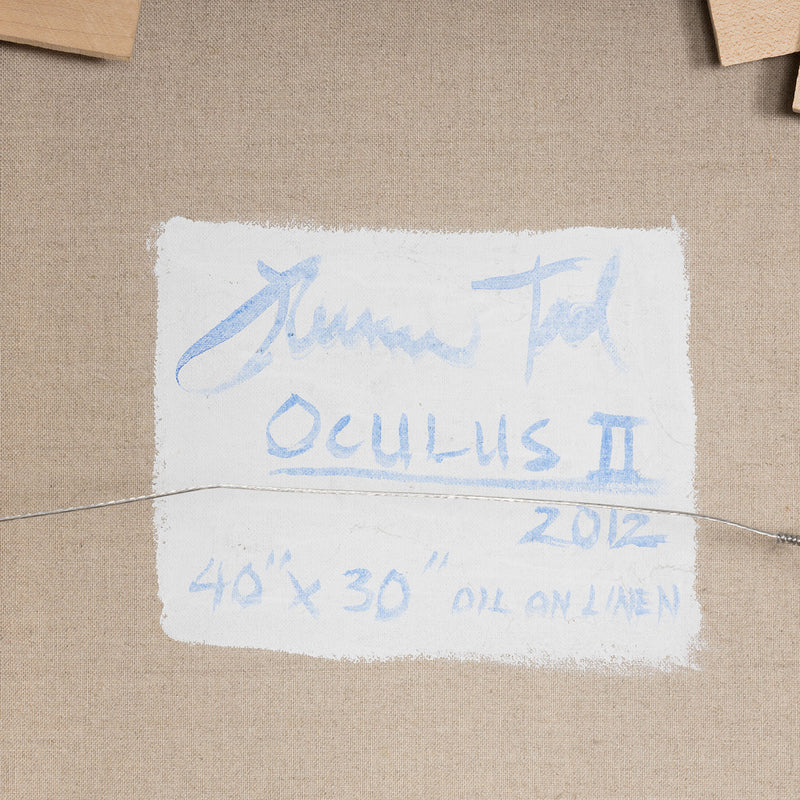 OCULUS II
2012
40" x 30" OIL ON LINEN